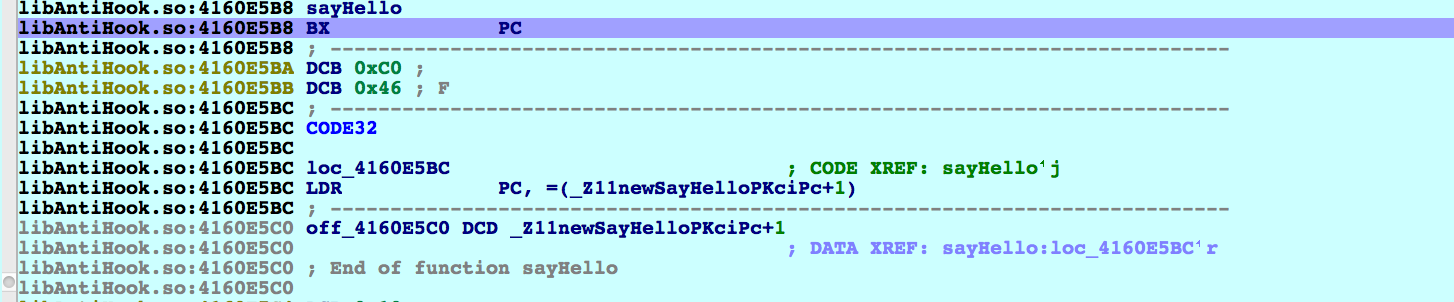 libAntiHook.so:4160E5B8 sayHello
libAntiHook.so:4160E5B8 BX PC
libAntiHook.so:4160E5B8 ; ---------------------------------------------------------------------------
libAntiHook.so:4160E5BA DCB 0xC0 ;
libAntiHook.so:4160E5BB DCB 0x46 ; F
libAntiHook.so:4160E5BC ; ---------------------------------------------------------------------------
libAntiHook.so:4160E5BC CODE32
libAntiHook.so:4160E5BC
libAntiHook.so:4160E5BC loc_4160E5BC ; CODE XREF: sayHello↑j
libAntiHook.so:4160E5BC LDR PC, =(_Z11newSayHelloPKciPc+1)
libAntiHook.so:4160E5BC ; ---------------------------------------------------------------------------
libAntiHook.so:4160E5C0 off_4160E5C0 DCD _Z11newSayHelloPKciPc+1
libAntiHook.so:4160E5C0 ; DATA XREF: sayHello:loc_4160E5BC↑r
libAntiHook.so:4160E5C0 ; End of function sayHello
libAntiHook.so:4160E5C0